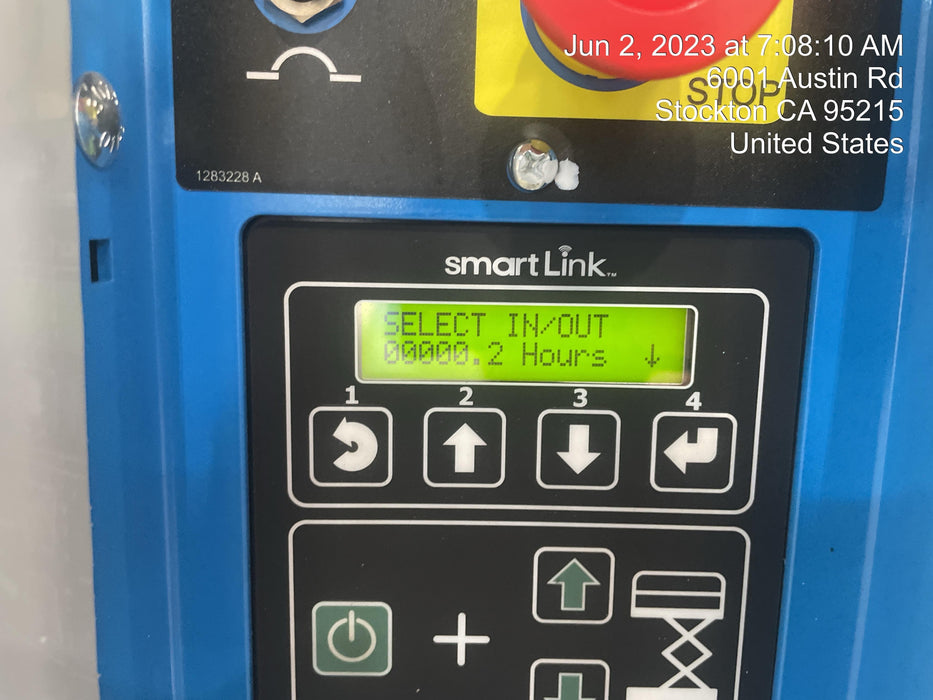 Jun 2, 2023 at 7:08:10 AM
6001 Austin Rd
STOP
Stockton CA 95215
United States
1283228 A
smartLink™
SELECT IN/OUT
00000.2 Hours ↓
1 2 3 4